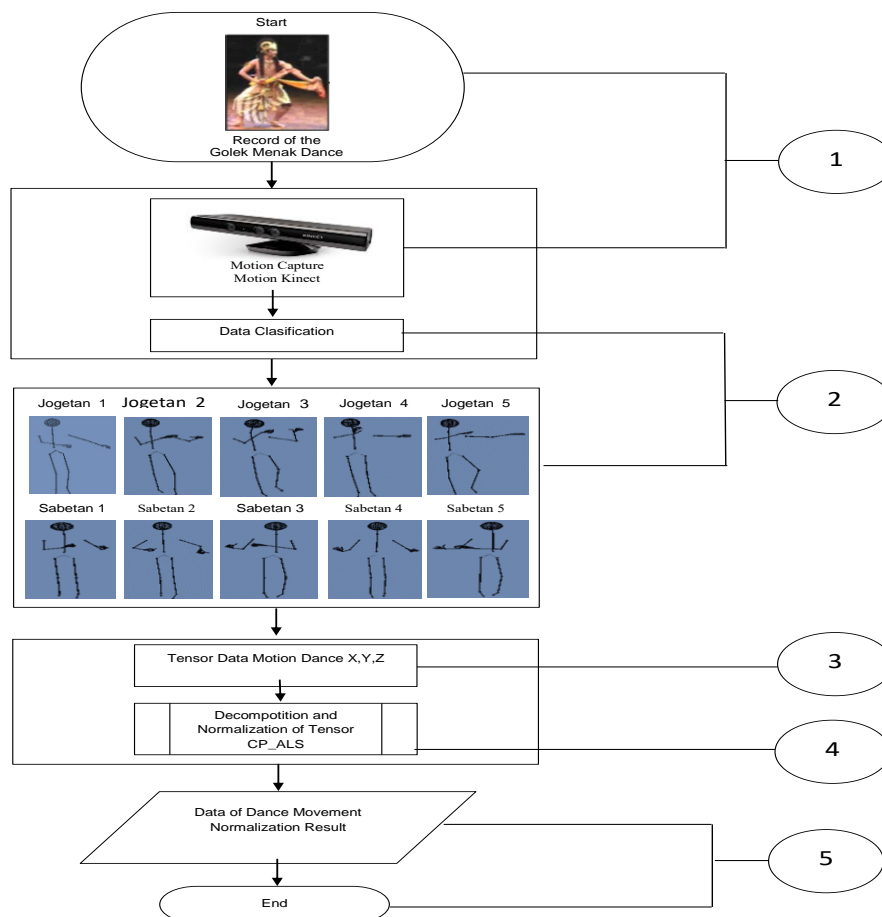 Start
Record of the
Golek Menak Dance
1
KINECT
Motion Capture
Motion Kinect
Data Clasification
2
Jogetan 1 Jogetan 2 Jogetan 3 Jogetan 4 Jogetan 5
Sabetan 1 Sabetan 2 Sabetan 3 Sabetan 4 Sabetan 5
Tensor Data Motion Dance X,Y,Z
3
Decompotition and
Normalization of Tensor
CP_ALS
4
Data of Dance Movement
Normalization Result
5
End